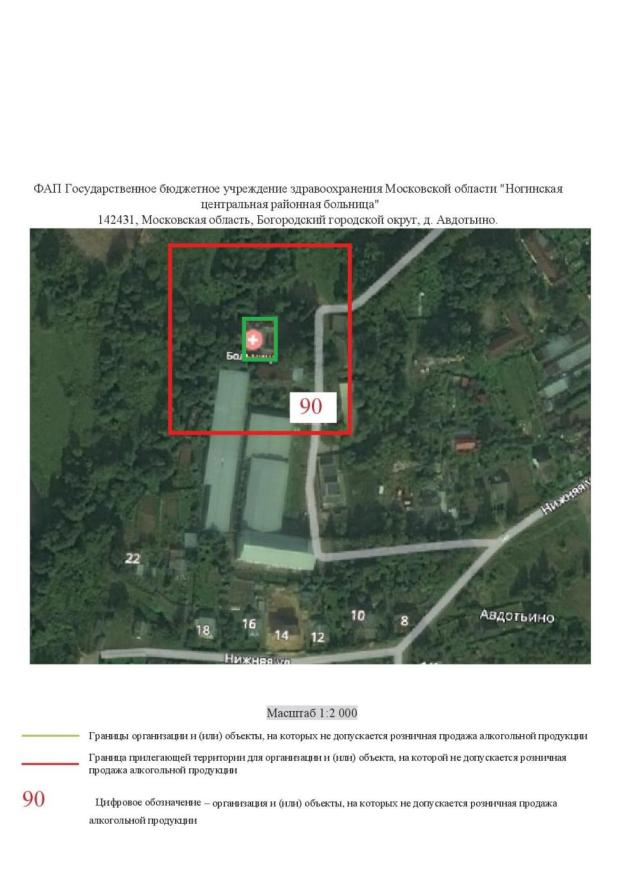 ФАП Государственное бюджетное учреждение здравоохранения Московской области "Ногинская
центральная районная больница"
142431, Московская область, Богородский городской округ, д. Авдотьино.
90
22
18
16
14
12
10
8
Нижняя ул
Авдотьино
Нижняя ул
Масштаб 1:2 000
Границы организации и (или) объекты, на которых не допускается розничная продажа алкогольной продукции
Граница прилегающей территории для организации и (или) объекта, на которой не допускается розничная
продажа алкогольной продукции
90 Цифровое обозначение – организация и (или) объекты, на которых не допускается розничная продажа
алкогольной продукции